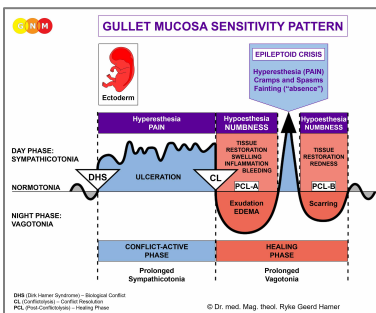 GNM
GULLET MUCOSA SENSITIVITY PATTERN
EPILEPTOID CRISIS
Hyperesthesia (PAIN)
Cramps and Spasms
Fainting ("absence")
Ectoderm
Hyperesthesia
PAIN
Hypoesthesia
NUMBNESS
Hypoesthesia
NUMBNESS
DAY PHASE:
SYMPATHICOTONIA
TISSUE
RESTORATION
SWELLING
INFLAMMATION
BLEEDING
TISSUE
RESTORATION
REDNESS
DHS
ULCERATION
CL
PCL-A
PCL-B
NORMOTONIA
NIGHT PHASE:
VAGOTONIA
Exudation
EDEMA
Scarring
CONFLICT-ACTIVE
PHASE
HEALING
PHASE
Prolonged
Sympathicotonia
Prolonged
Vagotonia
DHS (Dirk Hamer Syndrome) – Biological Conflict
CL (Conflictolysis) – Conflict Resolution
PCL (Post-Conflictolysis) – Healing Phase
© Dr. med. Mag. theol. Ryke Geerd Hamer